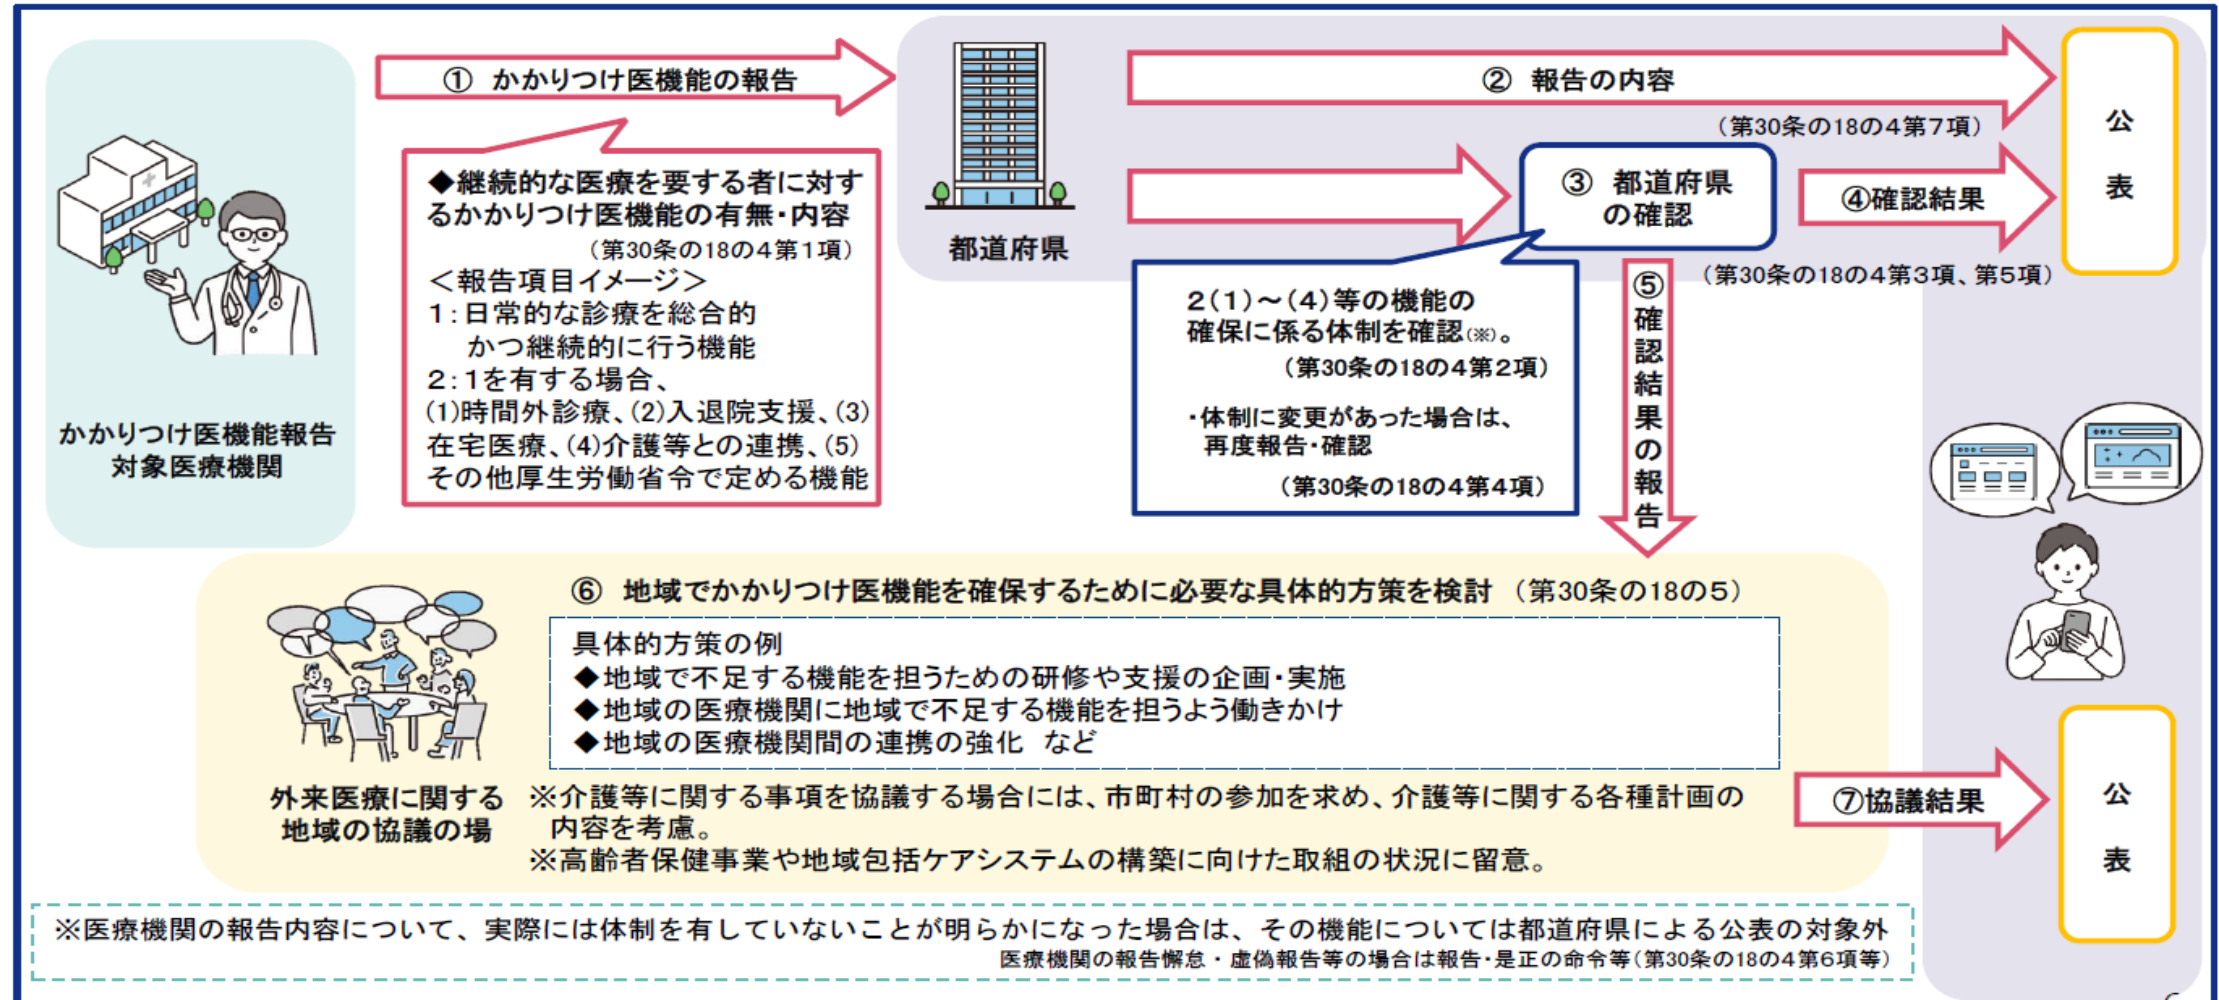 ① かかりつけ医機能の報告
② 報告の内容
(第30条の18の4第7項)
公
表
◆継続的な医療を要する者に対す
るかかりつけ医機能の有無・内容
(第30条の18の4第1項)
<報告項目イメージ>
1:日常的な診療を総合的
かつ継続的に行う機能
2:1を有する場合、
(1)時間外診療、(2)入退院支援、(3)
在宅医療、(4)介護等との連携、(5)
その他厚生労働省令で定める機能
都道府県
③ 都道府県
の確認
④確認結果
(第30条の18の4第3項、第5項)
2(1)~(4)等の機能の
確保に係る体制を確認(※)。
(第30条の18の4第2項)
・体制に変更があった場合は、
再度報告・確認
(第30条の18の4第4項)
⑤確認結果の報告
かかりつけ医機能報告
対象医療機関
⑥ 地域でかかりつけ医機能を確保するために必要な具体的方策を検討 (第30条の18の5)
具体的方策の例
◆地域で不足する機能を担うための研修や支援の企画・実施
◆地域の医療機関に地域で不足する機能を担うよう働きかけ
◆地域の医療機関間の連携の強化 など
外来医療に関する
地域の協議の場
※介護等に関する事項を協議する場合には、市町村の参加を求め、介護等に関する各種計画の
内容を考慮。
※高齢者保健事業や地域包括ケアシステムの構築に向けた取組の状況に留意。
⑦協議結果
公
表
※医療機関の報告内容について、実際には体制を有していないことが明らかになった場合は、その機能については都道府県による公表の対象外
医療機関の報告懈怠・虚偽報告等の場合は報告・是正の命令等(第30条の18の4第6項等)